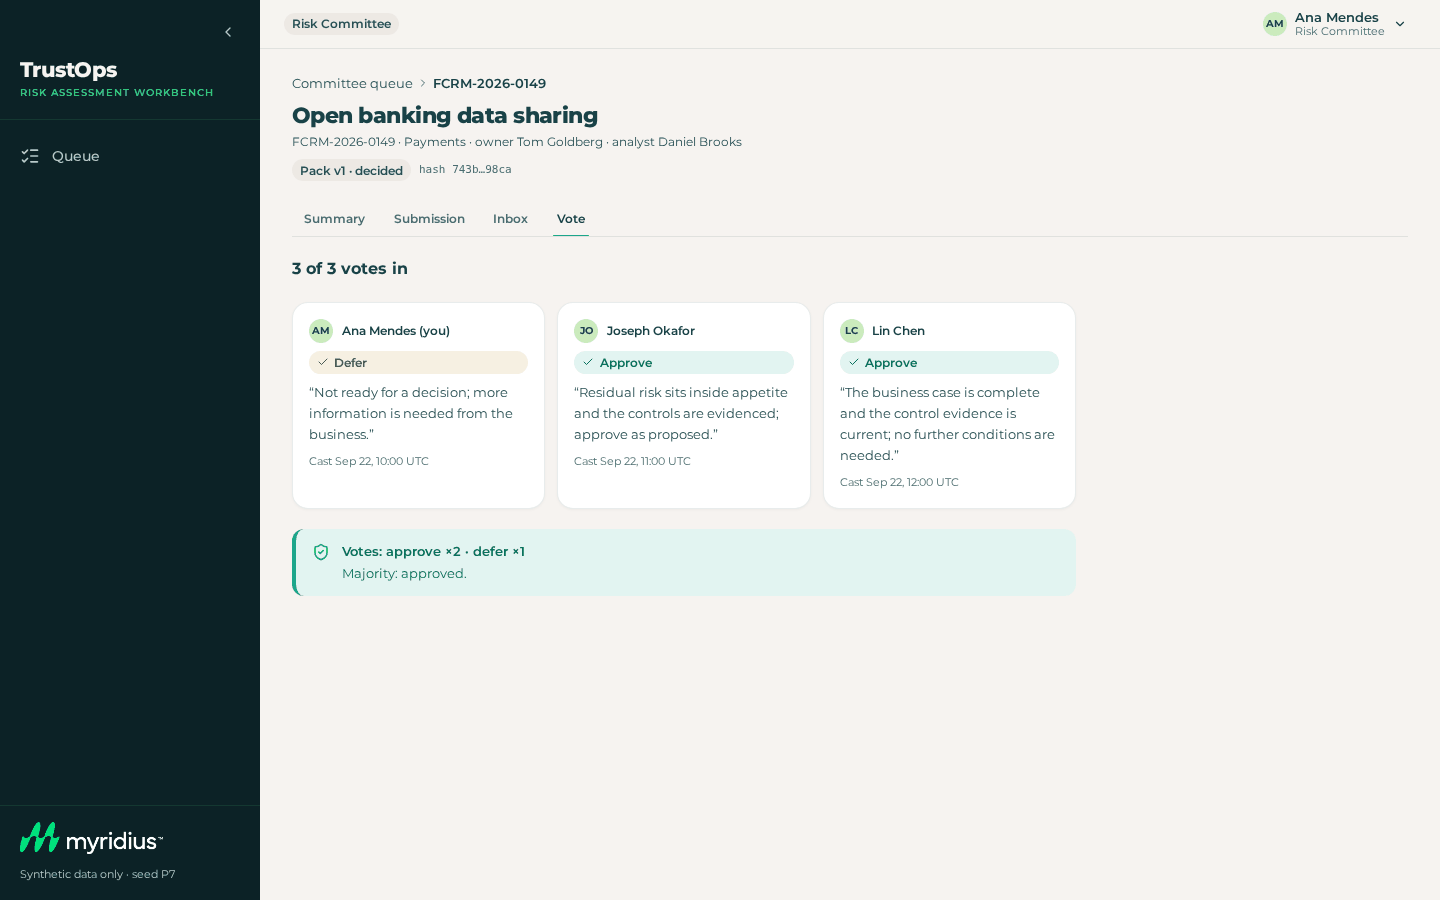 TrustOps
RISK ASSESSMENT WORKBENCH
Queue
myridius™
Synthetic data only · seed P7
Risk Committee
AM
Ana Mendes
Risk Committee
Committee queue > FCRM-2026-0149
Open banking data sharing
FCRM-2026-0149 · Payments · owner Tom Goldberg · analyst Daniel Brooks
Pack v1 · decided hash 743b…98ca
Summary Submission Inbox Vote
3 of 3 votes in
AM Ana Mendes (you)
Defer
“Not ready for a decision; more
information is needed from the
business.”
Cast Sep 22, 10:00 UTC
JO Joseph Okafor
Approve
“Residual risk sits inside appetite
and the controls are evidenced;
approve as proposed.”
Cast Sep 22, 11:00 UTC
LC Lin Chen
Approve
“The business case is complete
and the control evidence is
current; no further conditions are
needed.”
Cast Sep 22, 12:00 UTC
Votes: approve ×2 · defer ×1
Majority: approved.